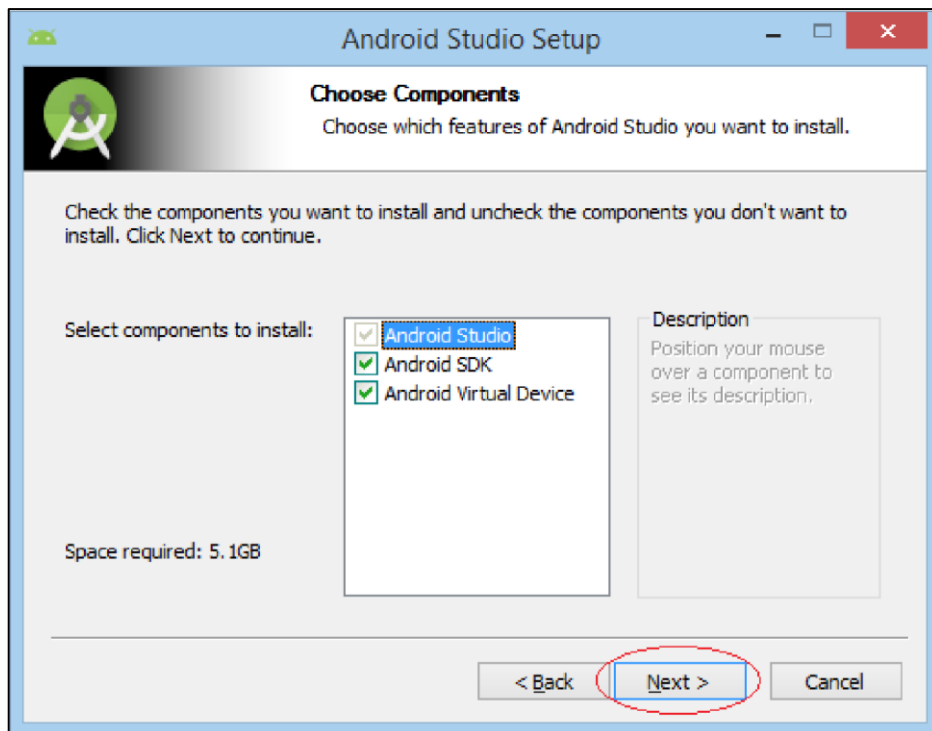 Android Studio Setup
Choose Components
Choose which features of Android Studio you want to install.
Check the components you want to install and uncheck the components you don't want to
install. Click Next to continue.
Select components to install:
Android Studio
Android SDK
Android Virtual Device
Description
Position your mouse
over a component to
see its description.
Space required: 5.1GB
< Back
Next >
Cancel